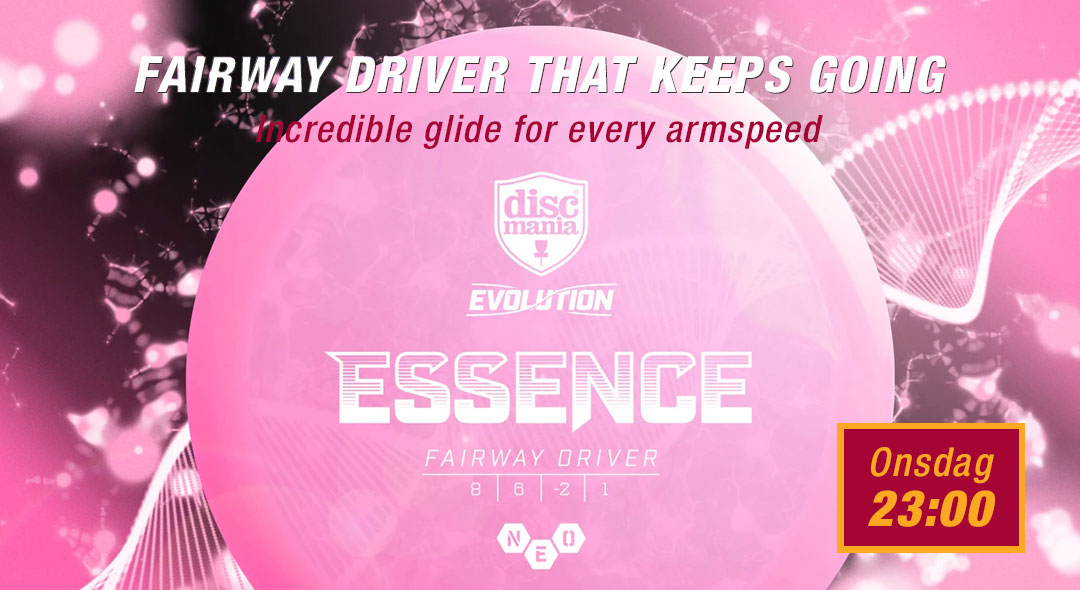 FAIRWAY DRIVER THAT KEEPS GOING
Incredible glide for every armspeed
disc
mania
EVOLUTION
ESSENCE
FAIRWAY DRIVER
8 | 6 | -2 | 1
NEO
Onsdag
23:00